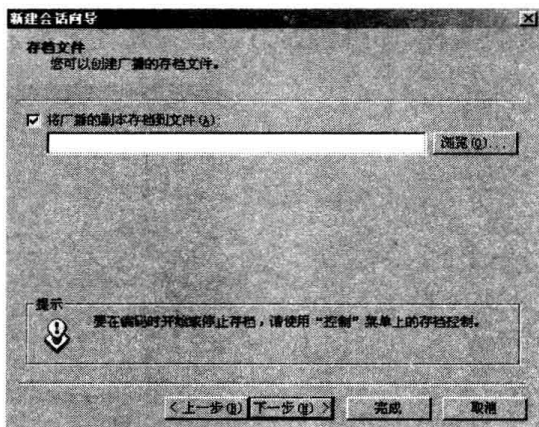 新建会话向导
存档文件
您可以创建广播的存档文件。
将广播的副本存档到文件(A):
浏览(O)...
提示
要在编码时开始或停止存档，请使用“控制”菜单上的存档控制。
<上一步(B) 下一步(N)> 完成 取消